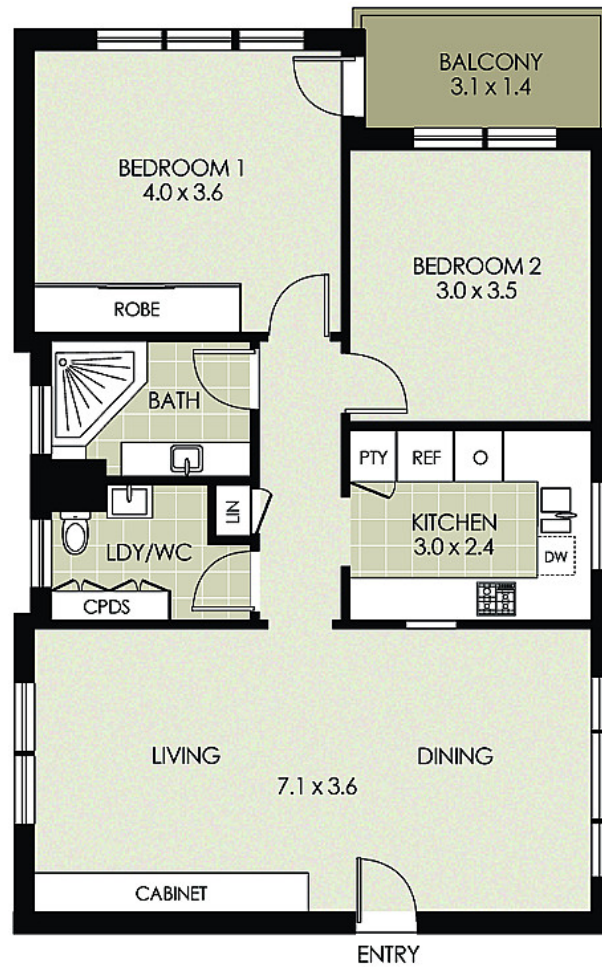 BALCONY
3.1 x 1.4
BEDROOM 1
4.0 x 3.6
BEDROOM 2
3.0 x 3.5
ROBE
BATH
PTY
REF
O
LIN
KITCHEN
3.0 x 2.4
LDY/WC
DW
CPDS
LIVING
DINING
7.1 x 3.6
CABINET
ENTRY